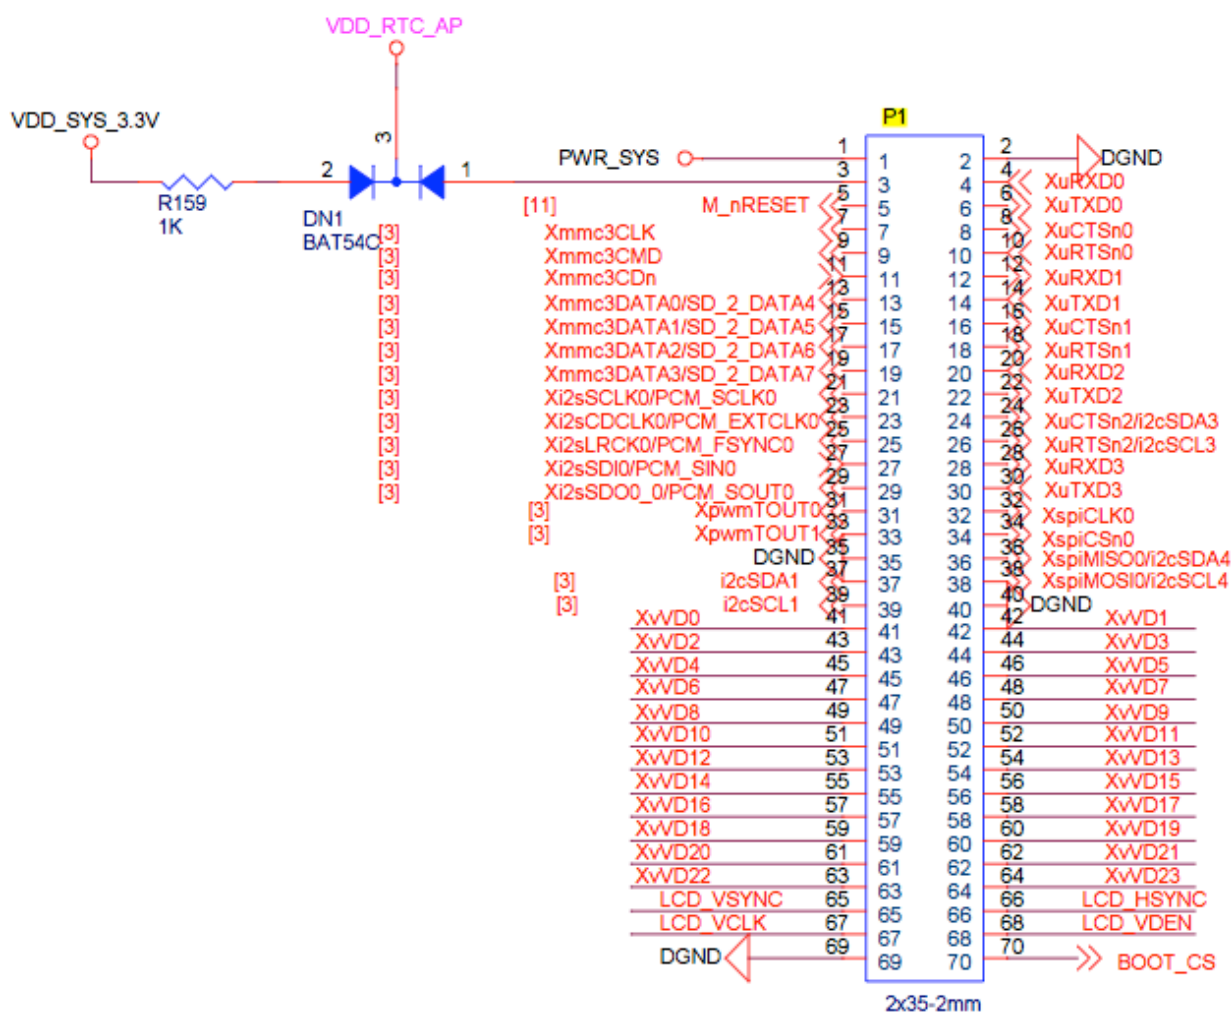 VDD_RTC_AP
VDD_SYS_3.3V
3
2
1
R159
1K
DN1
BAT54C
P1
PWR_SYS 1 1 2 2 DGND
3 3 4 4 XuRXD0
[11] M_nRESET 5 5 6 6 XuTXD0
[3] Xmmc3CLK 7 7 8 8 XuCTSn0
[3] Xmmc3CMD 9 9 10 10 XuRTSn0
[3] Xmmc3CDn 11 11 12 12 XuRXD1
[3] Xmmc3DATA0/SD_2_DATA4 13 13 14 14 XuTXD1
[3] Xmmc3DATA1/SD_2_DATA5 15 15 16 16 XuCTSn1
[3] Xmmc3DATA2/SD_2_DATA6 17 17 18 18 XuRTSn1
[3] Xmmc3DATA3/SD_2_DATA7 19 19 20 20 XuRXD2
[3] Xi2sSCLK0/PCM_SCLK0 21 21 22 22 XuTXD2
[3] Xi2sCDCLK0/PCM_EXTCLK0 23 23 24 24 XuCTSn2/i2cSDA3
[3] Xi2sLRCK0/PCM_FSYNC0 25 25 26 26 XuRTSn2/i2cSCL3
[3] Xi2sSDI0/PCM_SIN0 27 27 28 28 XuRXD3
[3] Xi2sSDO0_0/PCM_SOUT0 29 29 30 30 XuTXD3
[3] XpwmTOUT0 31 31 32 32 XspiCLK0
[3] XpwmTOUT1 33 33 34 34 XspiCSn0
DGND 35 35 36 36 XspiMISO0/i2cSDA4
[3] i2cSDA1 37 37 38 38 XspiMOSI0/i2cSCL4
[3] i2cSCL1 39 39 40 40 DGND
XvVD0 41 41 42 42 XvVD1
XvVD2 43 43 44 44 XvVD3
XvVD4 45 45 46 46 XvVD5
XvVD6 47 47 48 48 XvVD7
XvVD8 49 49 50 50 XvVD9
XvVD10 51 51 52 52 XvVD11
XvVD12 53 53 54 54 XvVD13
XvVD14 55 55 56 56 XvVD15
XvVD16 57 57 58 58 XvVD17
XvVD18 59 59 60 60 XvVD19
XvVD20 61 61 62 62 XvVD21
XvVD22 63 63 64 64 XvVD23
LCD_VSYNC 65 65 66 66 LCD_HSYNC
LCD_VCLK 67 67 68 68 LCD_VDEN
DGND 69 69 70 70 BOOT_CS
2x35-2mm